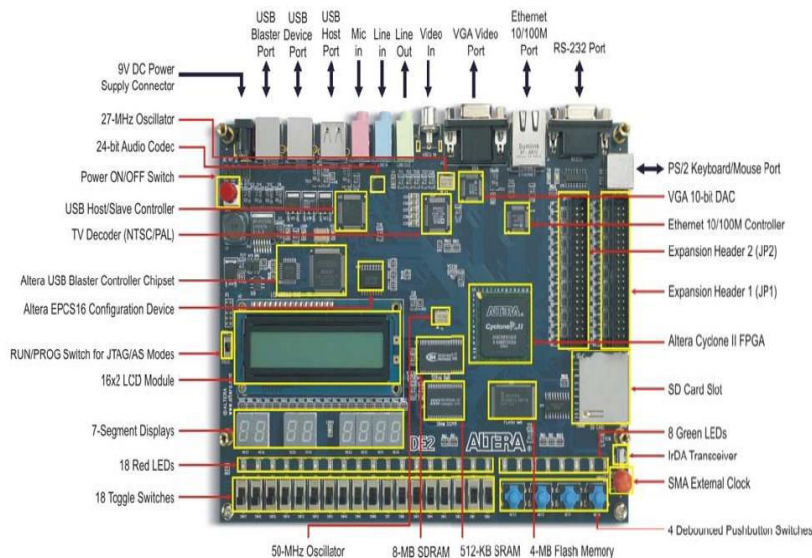 USB
Blaster
Port
USB
Device
Port
USB
Host
Port
Mic
in
Line
in
Line
Out
Video
In
VGA Video
Port
Ethernet
10/100M
Port
RS-232 Port
9V DC Power
Supply Connector
27-MHz Oscillator
24-bit Audio Codec
Power ON/OFF Switch
USB Host/Slave Controller
TV Decoder (NTSC/PAL)
Altera USB Blaster Controller Chipset
Altera EPCS16 Configuration Device
RUN/PROG Switch for JTAG/AS Modes
16x2 LCD Module
7-Segment Displays
18 Red LEDs
18 Toggle Switches
PS/2 Keyboard/Mouse Port
VGA 10-bit DAC
Ethernet 10/100M Controller
Expansion Header 2 (JP2)
Expansion Header 1 (JP1)
Altera Cyclone II FPGA
SD Card Slot
8 Green LEDs
IrDA Transceiver
SMA External Clock
4 Debounced Pushbutton Switches
50-MHz Oscillator
8-MB SDRAM
512-KB SRAM
4-MB Flash Memory
ALTERA
Cyclone II
DE2
ALTERA